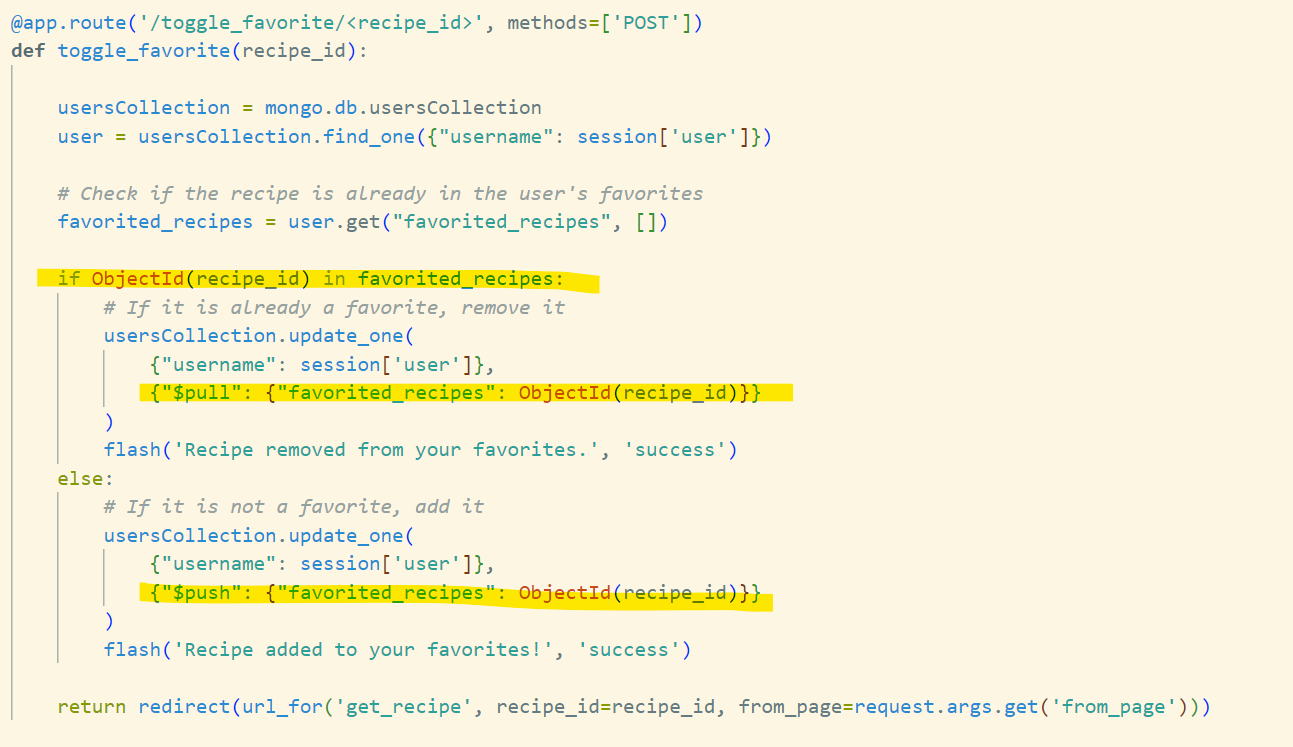 @app.route('/toggle_favorite/<recipe_id>', methods=['POST'])
def toggle_favorite(recipe_id):
usersCollection = mongo.db.usersCollection
user = usersCollection.find_one({"username": session['user']})
# Check if the recipe is already in the user's favorites
favorited_recipes = user.get("favorited_recipes", [])
if ObjectId(recipe_id) in favorited_recipes:
# If it is already a favorite, remove it
usersCollection.update_one(
{"username": session['user']},
{"$pull": {"favorited_recipes": ObjectId(recipe_id)}}
)
flash('Recipe removed from your favorites.', 'success')
else:
# If it is not a favorite, add it
usersCollection.update_one(
{"username": session['user']},
{"$push": {"favorited_recipes": ObjectId(recipe_id)}}
)
flash('Recipe added to your favorites!', 'success')
return redirect(url_for('get_recipe', recipe_id=recipe_id, from_page=request.args.get('from_page')))